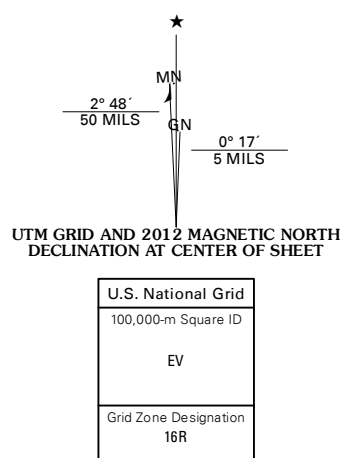 ★
MN
2° 48´
50 MILS
GN
0° 17´
5 MILS
UTM GRID AND 2012 MAGNETIC NORTH
DECLINATION AT CENTER OF SHEET
U.S. National Grid
100,000-m Square ID
EV
Grid Zone Designation
16R